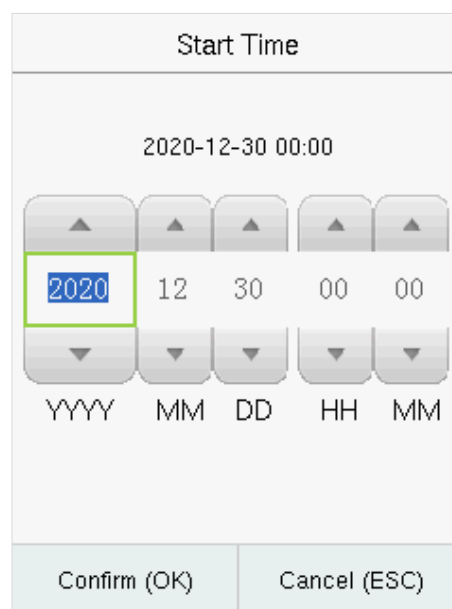 Start Time
2020-12-30 00:00
2020 12 30 00 00
YYYY MM DD HH MM
Confirm (OK) Cancel (ESC)